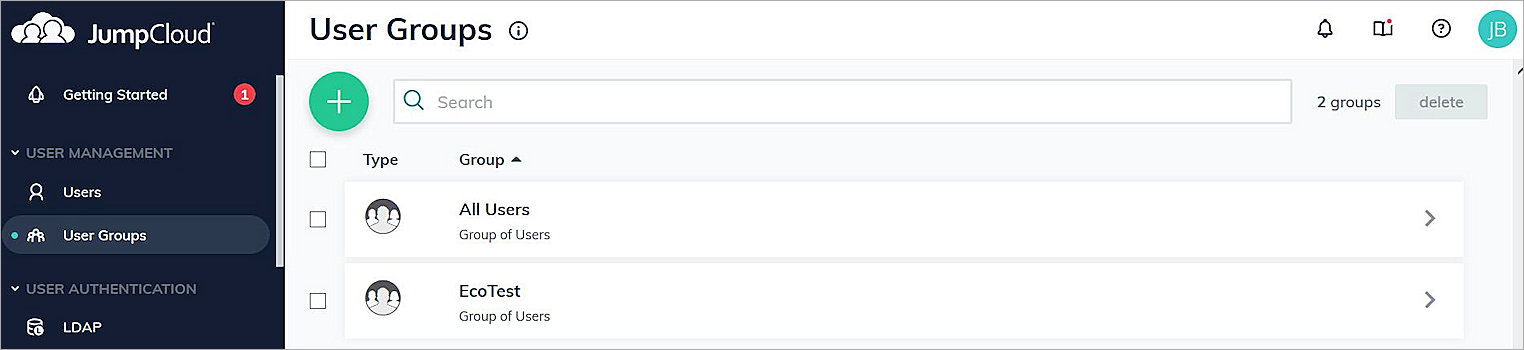 JumpCloud
Getting Started
1
USER MANAGEMENT
Users
User Groups
USER AUTHENTICATION
LDAP
User Groups
JB
Search
2 groups
delete
Type
Group
All Users
Group of Users
EcoTest
Group of Users